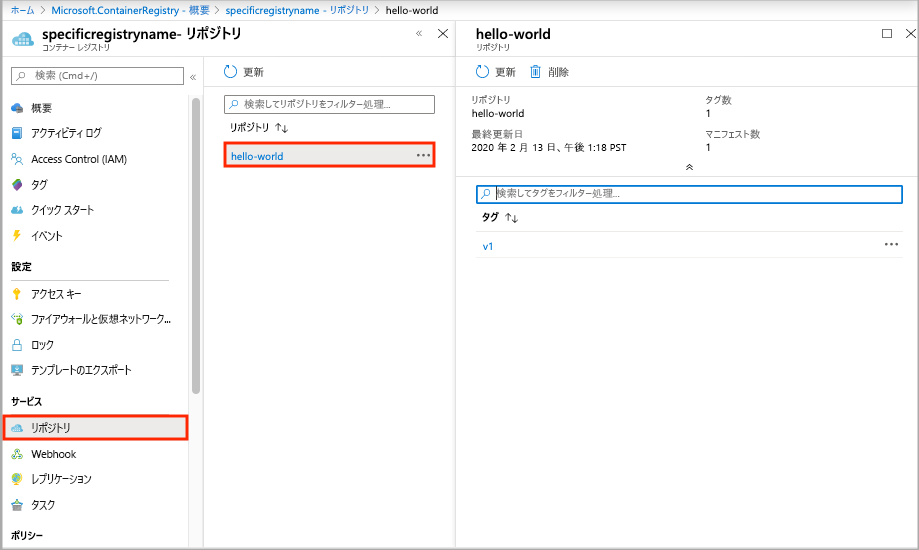 ホーム > Microsoft.ContainerRegistry - 概要 > specificregistryname - リポジトリ > hello-world
specificregistryname- リポジトリ
コンテナー レジストリ
検索 (Cmd+/)
概要
アクティビティ ログ
Access Control (IAM)
タグ
クイック スタート
イベント
設定
アクセス キー
ファイアウォールと仮想ネットワーク...
ロック
テンプレートのエクスポート
サービス
リポジトリ
Webhook
レプリケーション
タスク
ポリシー
更新
検索してリポジトリをフィルター処理...
リポジトリ ↑↓
hello-world
hello-world
リポジトリ
更新 削除
リポジトリ
hello-world
タグ数
1
最終更新日
2020 年 2 月 13 日、午後 1:18 PST
マニフェスト数
1
検索してタグをフィルター処理...
タグ ↑↓
v1